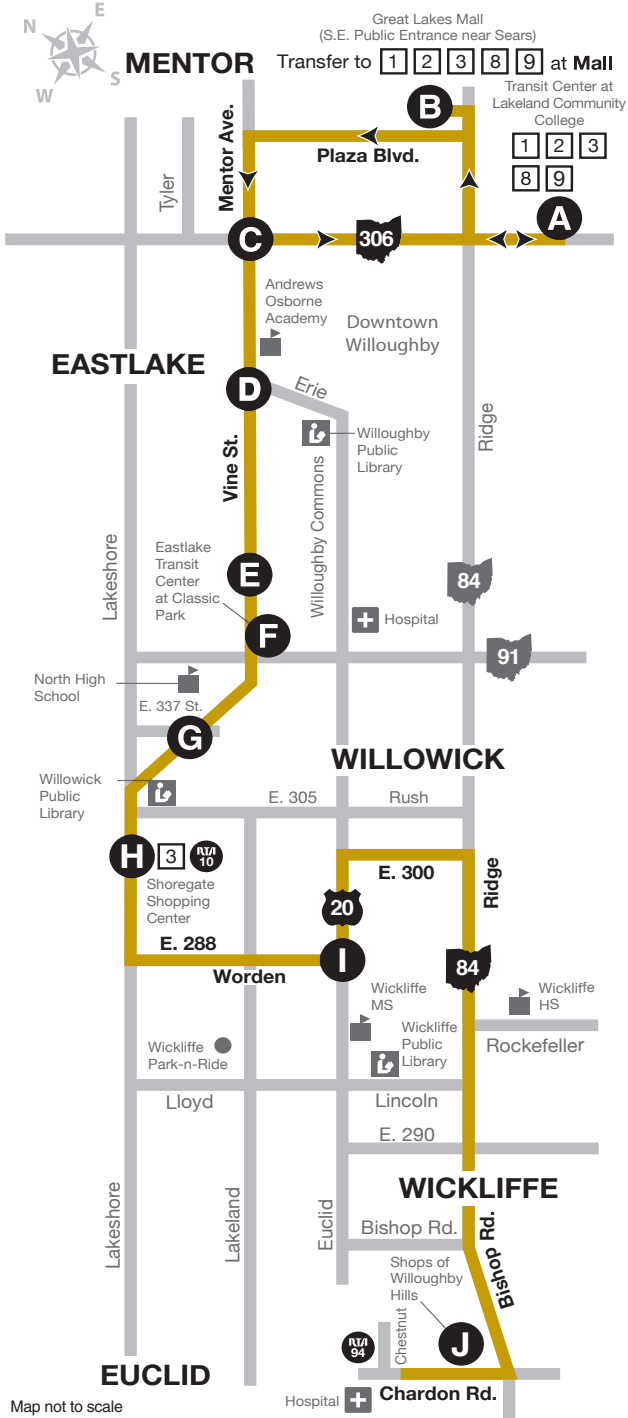 N
E
S
W
MENTOR
Great Lakes Mall
(S.E. Public Entrance near Sears)
Transfer to 1 2 3 8 9 at Mall
Transit Center at
Lakeland Community
College
1 2 3
8 9
B
Plaza Blvd.
Mentor Ave.
Tyler
A
C
306
Andrews
Osborne
Academy
Downtown
Willoughby
EASTLAKE
D
Erie
Willoughby
Public
Library
Ridge
Vine St.
Willoughby Commons
Lakeshore
Eastlake
Transit
Center
at Classic
Park
E
84
F
Hospital
91
North High
School
E. 337 St.
G
WILLOWICK
Willowick
Public
Library
E. 305
Rush
H
3
RTA
10
Shoregate
Shopping
Center
E. 300
Ridge
20
E. 288
Worden
I
84
Wickliffe
MS
Wickliffe
HS
Wickliffe
Public
Library
Rockefeller
Wickliffe
Park-n-Ride
Lloyd
Lincoln
E. 290
WICKLIFFE
Lakeshore
Lakeland
Euclid
Bishop Rd.
Bishop Rd.
Shops of
Willoughby
Hills
Chestnut
RTA
94
J
EUCLID
Hospital
Chardon Rd.
Map not to scale